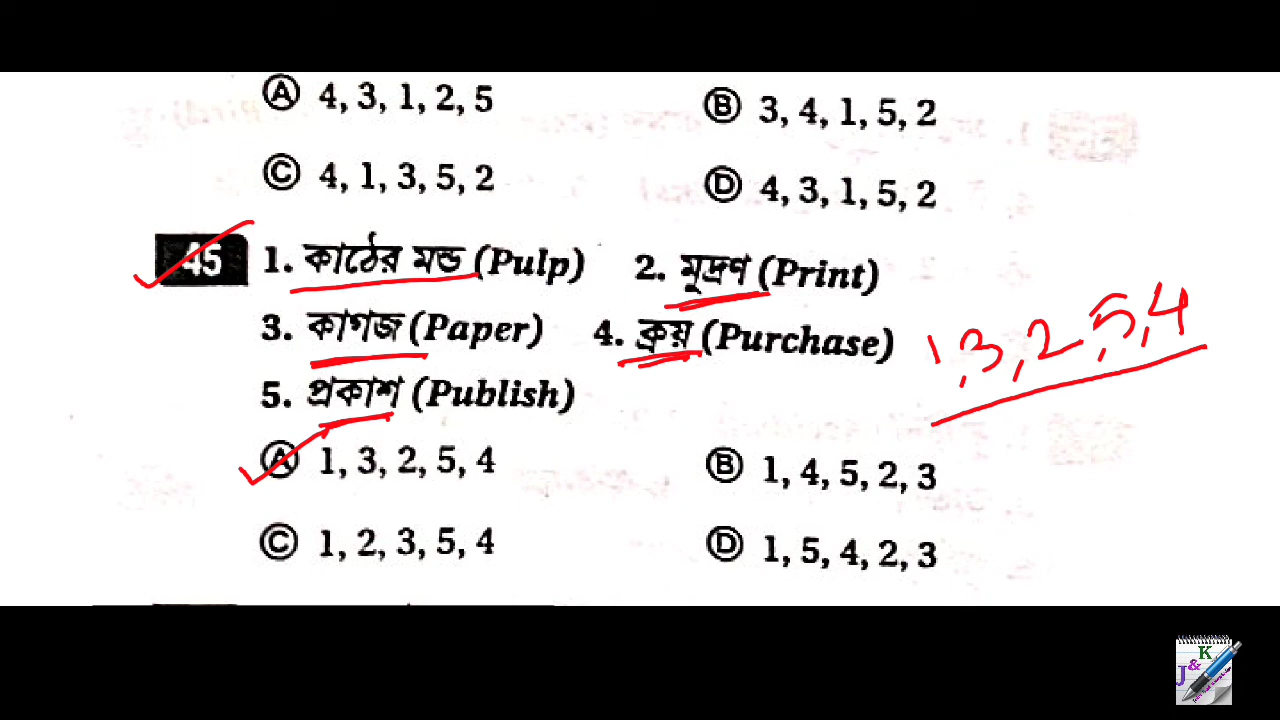 Ⓐ 4, 3, 1, 2, 5 Ⓑ 3, 4, 1, 5, 2
Ⓒ 4, 1, 3, 5, 2 Ⓓ 4, 3, 1, 5, 2
45 1. কাঠের মন্ড (Pulp) 2. মূদ্রণ (Print)
3. কাগজ (Paper) 4. ক্রয় (Purchase) 1,3,2,5,4
5. প্রকাশ (Publish)
Ⓐ 1, 3, 2, 5, 4 Ⓑ 1, 4, 5, 2, 3
Ⓒ 1, 2, 3, 5, 4 Ⓓ 1, 5, 4, 2, 3
J&K